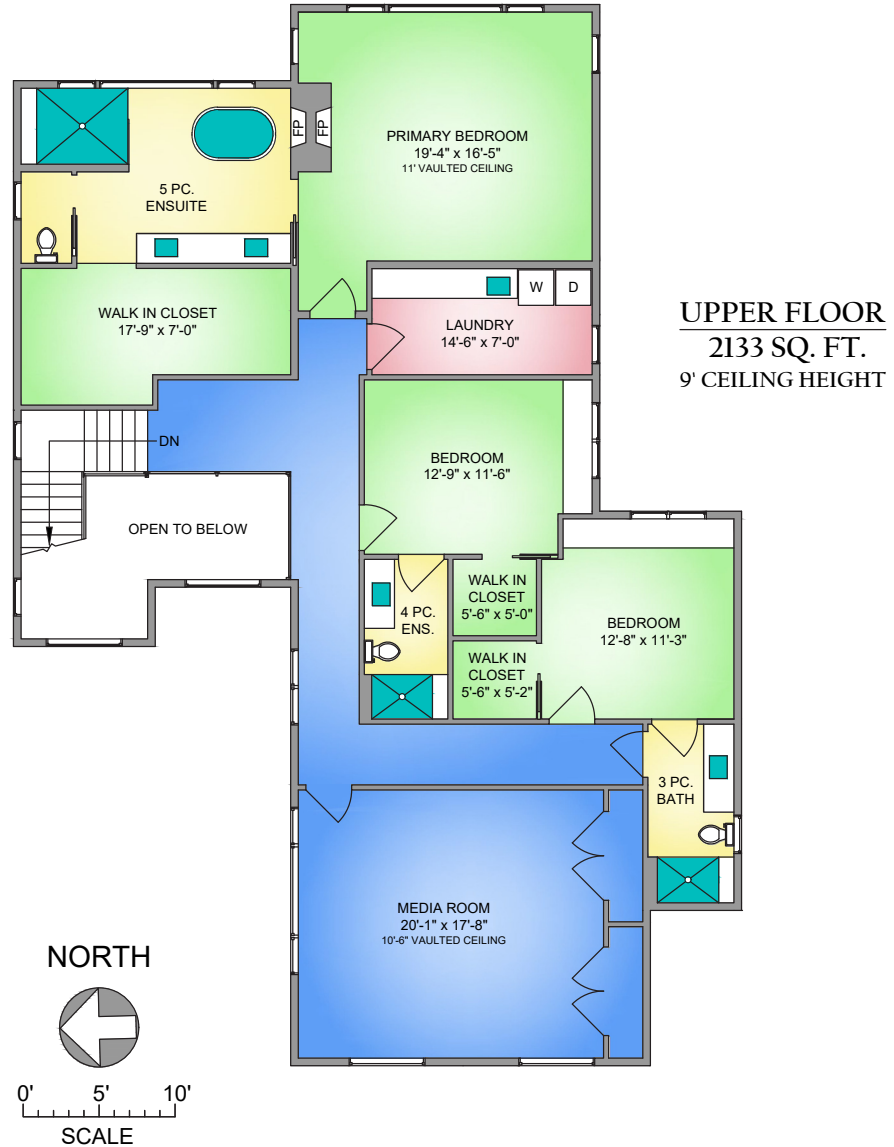 FP
FP
PRIMARY BEDROOM
19'-4" x 16'-5"
11' VAULTED CEILING
5 PC.
ENSUITE
WALK IN CLOSET
17'-9" x 7'-0"
W
D
LAUNDRY
14'-6" x 7'-0"
UPPER FLOOR
2133 SQ. FT.
9' CEILING HEIGHT
DN
BEDROOM
12'-9" x 11'-6"
OPEN TO BELOW
WALK IN
CLOSET
5'-6" x 5'-0"
4 PC.
ENS.
BEDROOM
12'-8" x 11'-3"
WALK IN
CLOSET
5'-6" x 5'-2"
3 PC.
BATH
MEDIA ROOM
20'-1" x 17'-8"
10'-6" VAULTED CEILING
NORTH
0' 5' 10'
SCALE